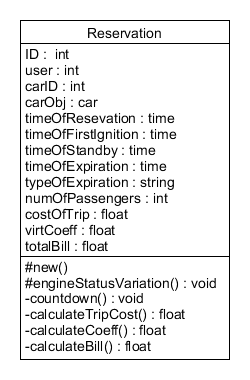 Reservation
ID :  int
user : int
carID : int
carObj : car
timeOfResevation : time
timeOfFirstIgnition : time
timeOfStandby : time
timeOfExpiration : time
typeOfExpiration : string
numOfPassengers : int
costOfTrip : float
virtCoeff : float
totalBill : float
#new()
#engineStatusVariation() : void
-countdown() : void
-calculateTripCost() : float
-calculateCoeff() : float
-calculateBill() : float